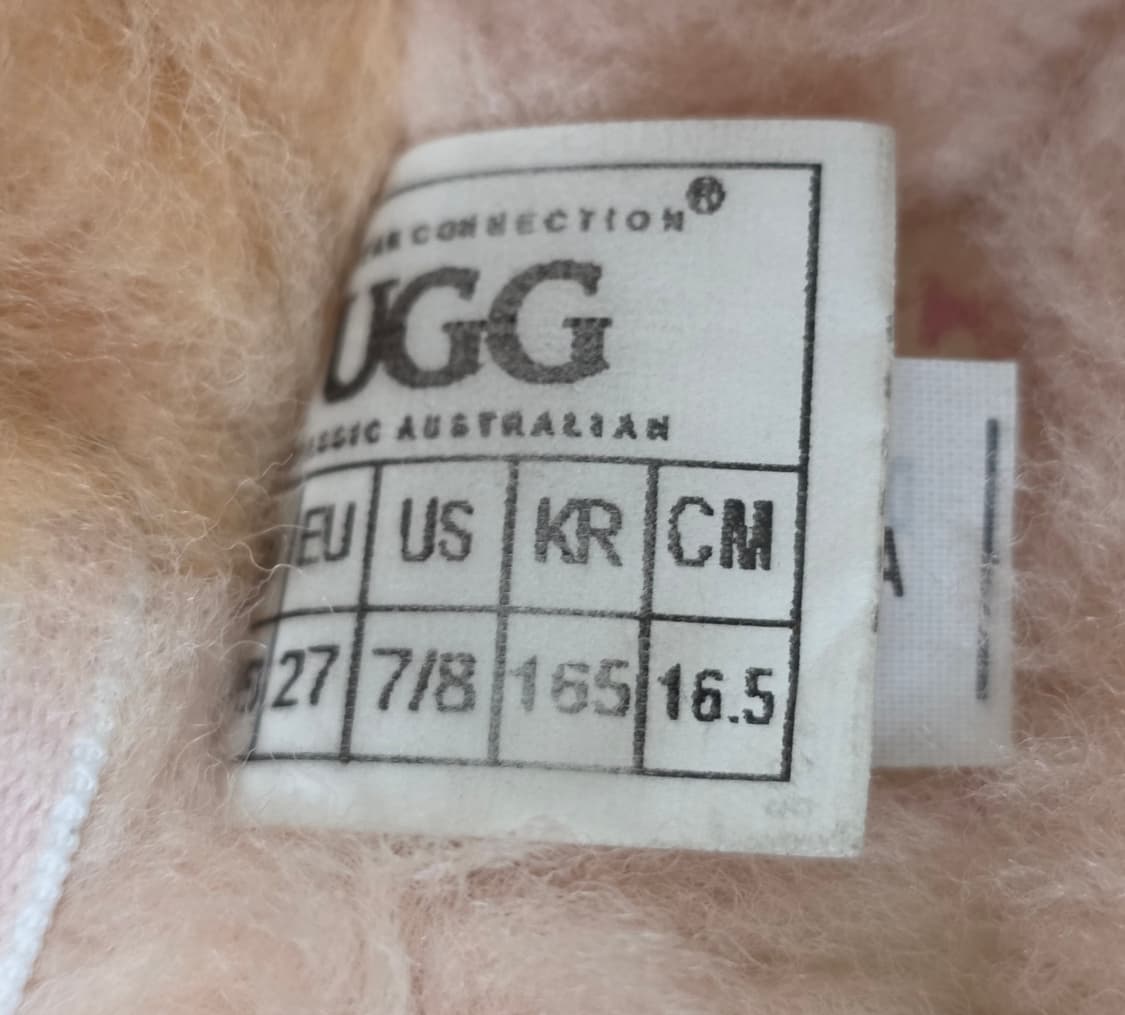 CONNECTION®
UGG
AUSTRALIAN
EU US KR CM
27 7/8 165 16.5
A